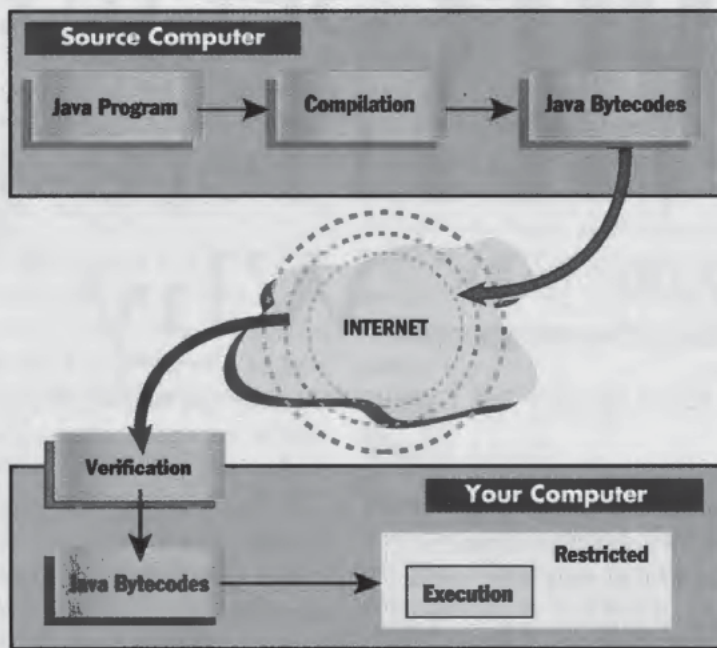 Source Computer
Java Program
Compilation
Java Bytecodes
INTERNET
Verification
Your Computer
Java Bytecodes
Restricted
Execution